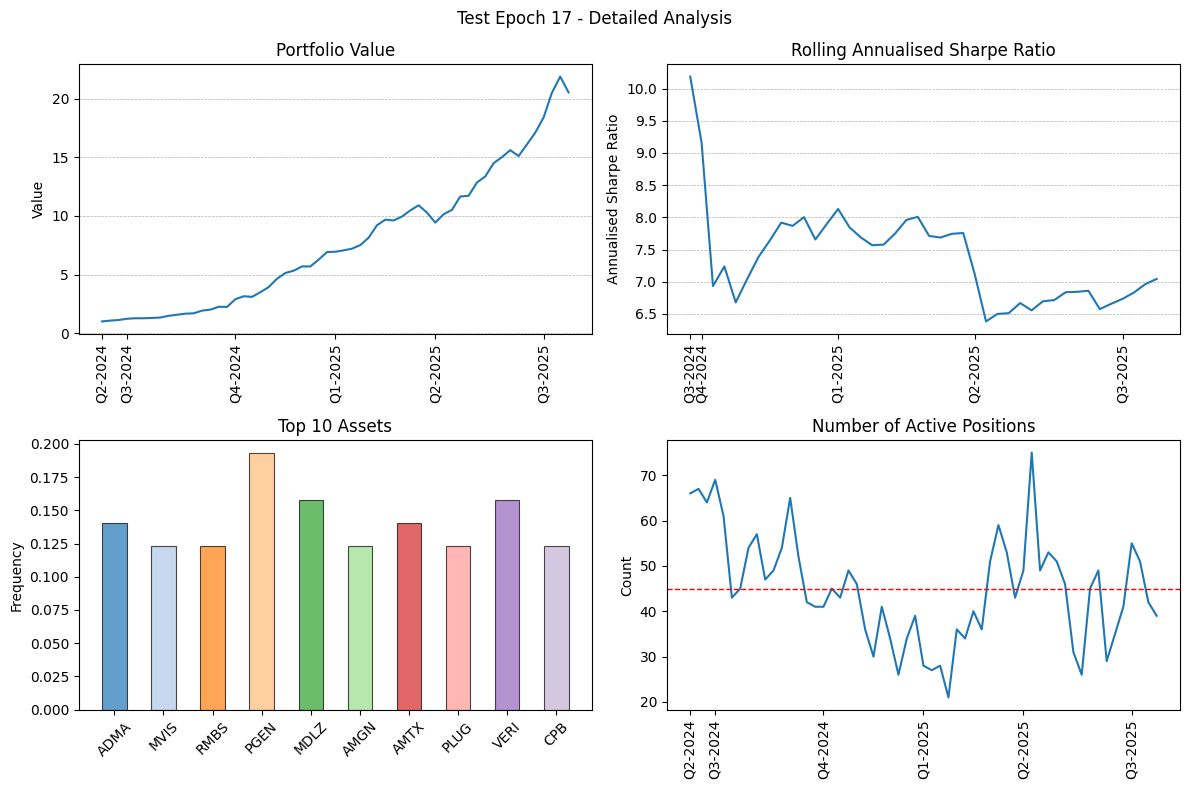 Test Epoch 17 - Detailed Analysis
Portfolio Value
Value
20
15
10
5
0
Q2-2024
Q3-2024
Q4-2024
Q1-2025
Q2-2025
Q3-2025
Rolling Annualised Sharpe Ratio
Annualised Sharpe Ratio
10.0
9.5
9.0
8.5
8.0
7.5
7.0
6.5
Q3-2024
Q4-2024
Q1-2025
Q2-2025
Q3-2025
Top 10 Assets
Frequency
0.200
0.175
0.150
0.125
0.100
0.075
0.050
0.025
0.000
ADMA
MVIS
RMBS
PGEN
MDLZ
AMGN
AMTX
PLUG
VERI
CPB
Number of Active Positions
Count
70
60
50
40
30
20
Q2-2024
Q3-2024
Q4-2024
Q1-2025
Q2-2025
Q3-2025